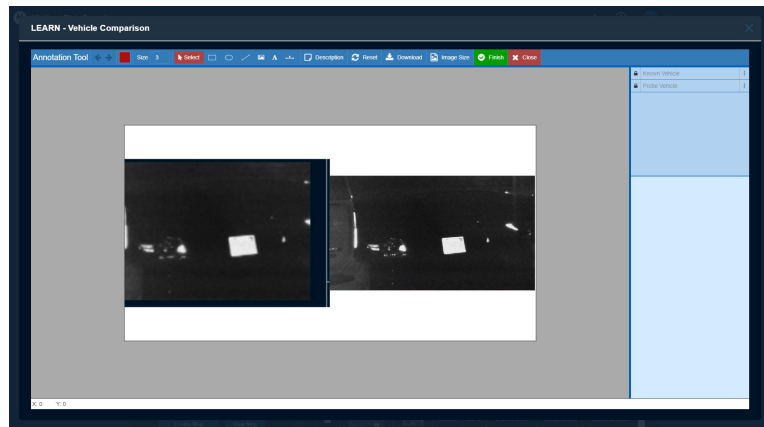 LEARN - Vehicle Comparison
Annotation Tool Size 3 Select A Description Reset Download Image Size Finish Close
Known Vehicle
Probe Vehicle
X: 0 Y: 0